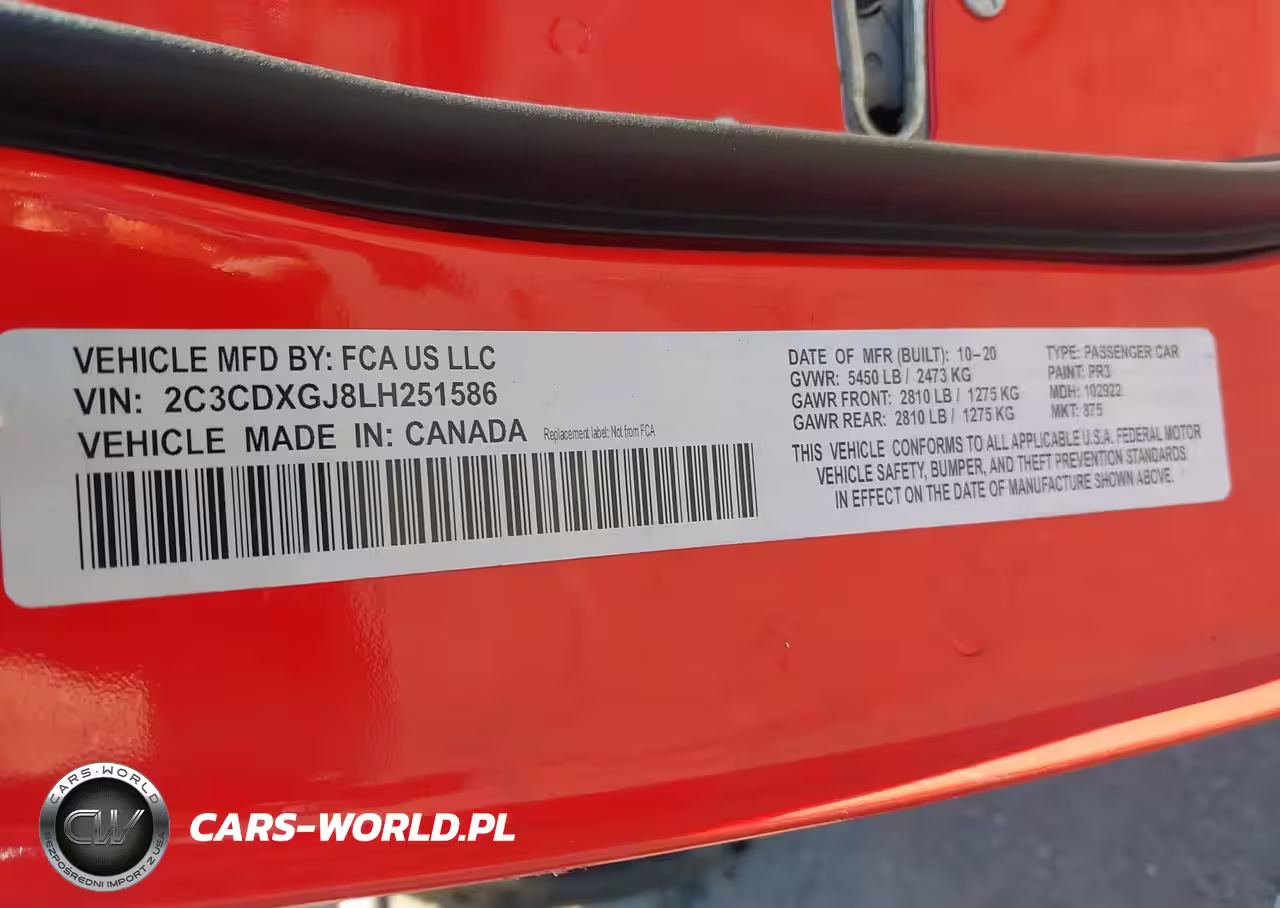 VEHICLE MFD BY: FCA US LLC
VIN: 2C3CDXGJ8LH251586
VEHICLE MADE IN: CANADA
Replacement label; Not from FCA
DATE OF MFR (BUILT): 10-20
GVWR: 5450 LB / 2473 KG
GAWR FRONT: 2810 LB / 1275 KG
GAWR REAR: 2810 LB / 1275 KG
TYPE: PASSENGER CAR
PAINT: PR3
MDH: 102922
MKT: 875
THIS VEHICLE CONFORMS TO ALL APPLICABLE U.S.A. FEDERAL MOTOR
VEHICLE SAFETY, BUMPER, AND THEFT PREVENTION STANDARDS
IN EFFECT ON THE DATE OF MANUFACTURE SHOWN ABOVE.
CARS-WORLD
CW
BEZPOŚREDNI IMPORT Z USA
CARS-WORLD.PL